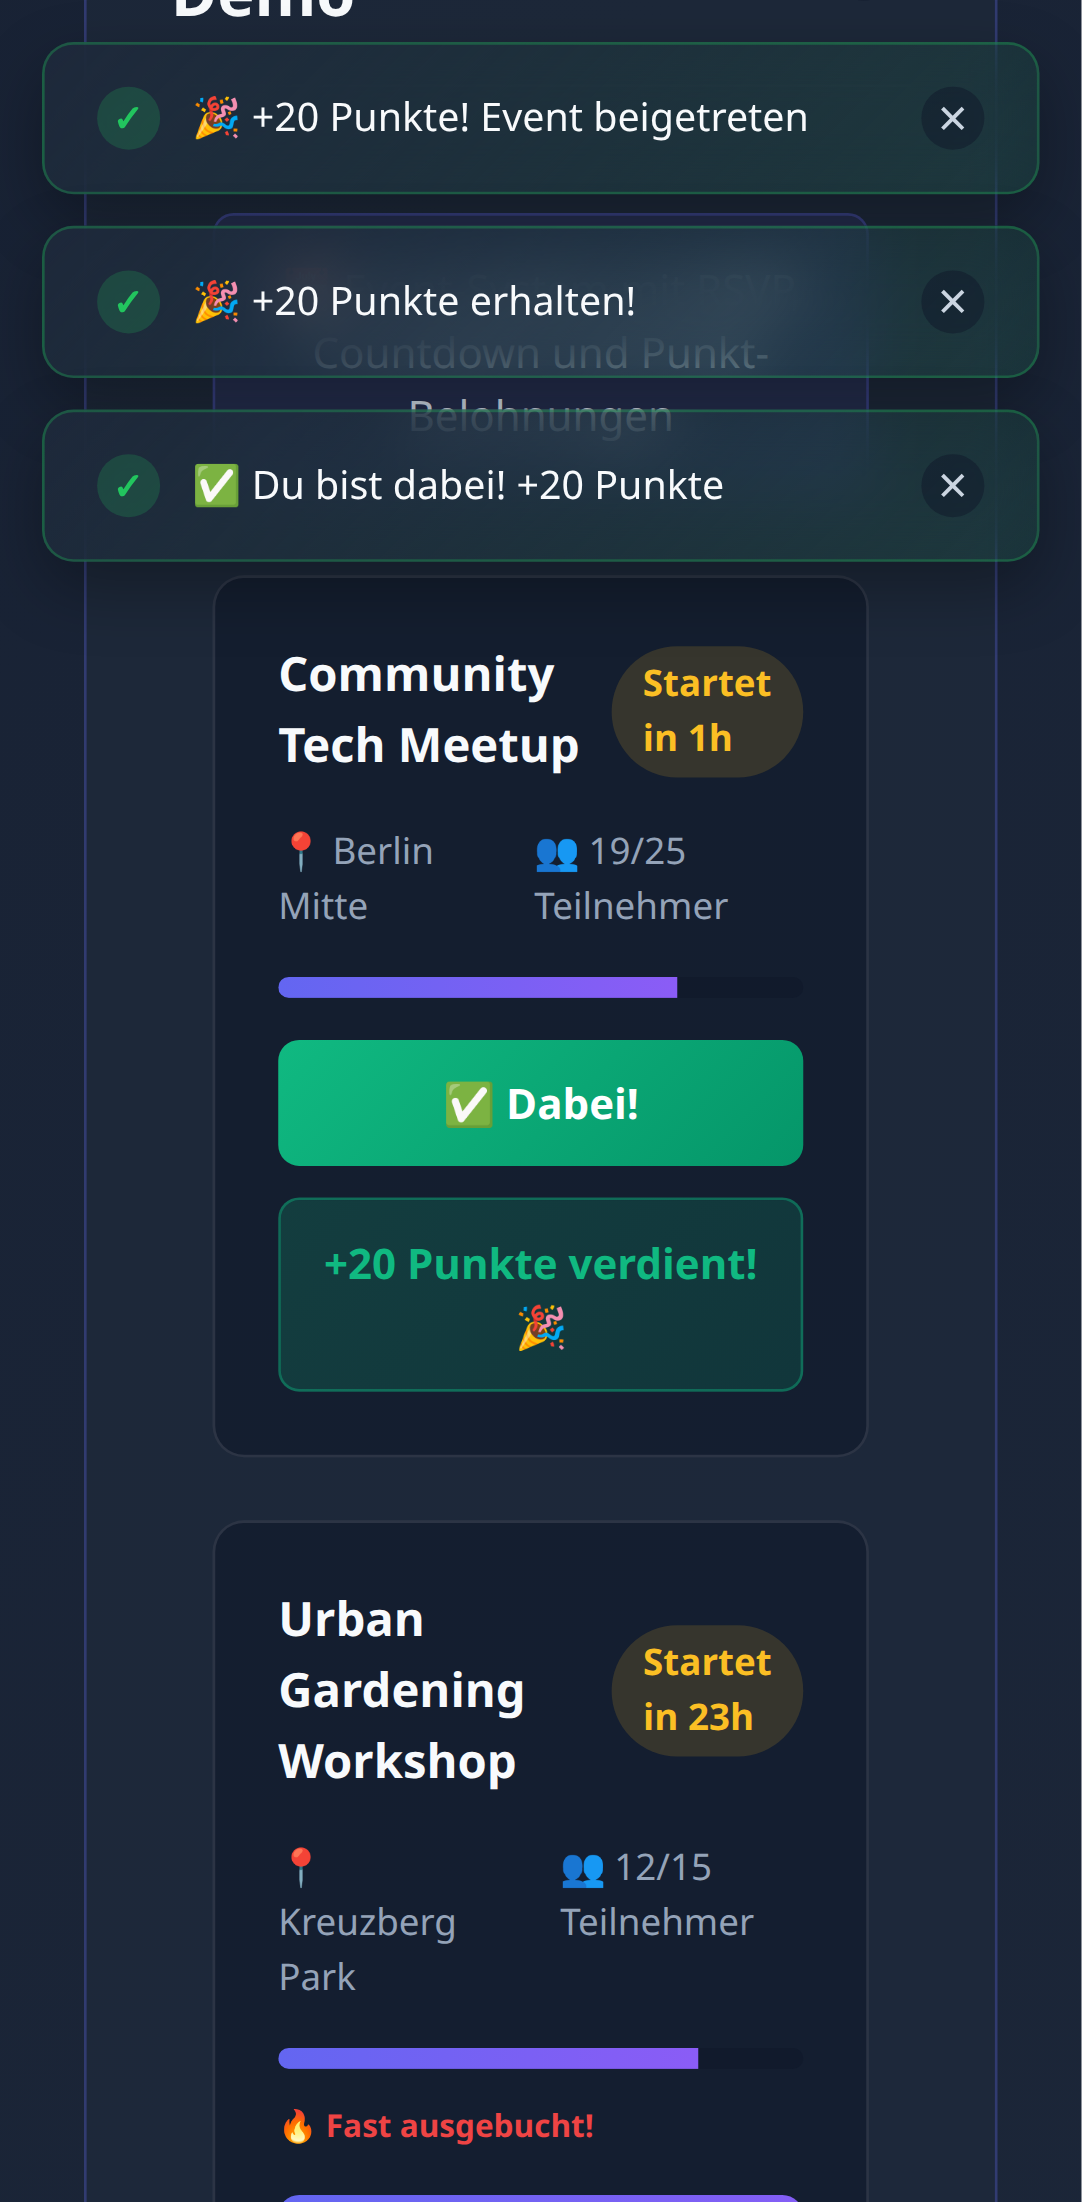 Demo
✓ 🎉 +20 Punkte! Event beigetreten ✕
✓ 🎉 +20 Punkte erhalten! ✕
Countdown und Punkt-
Belohnungen
✓ ✅ Du bist dabei! +20 Punkte ✕
Community
Tech Meetup
Startet
in 1h
📍 Berlin
Mitte
👥 19/25
Teilnehmer
✅ Dabei!
+20 Punkte verdient!
🎉
Urban
Gardening
Workshop
Startet
in 23h
📍
Kreuzberg
Park
👥 12/15
Teilnehmer
🔥 Fast ausgebucht!